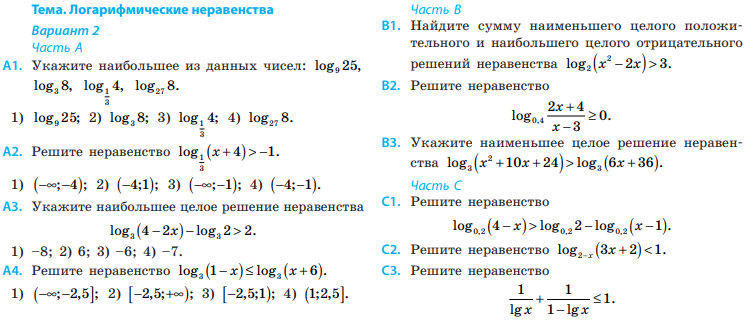 Тема. Логарифмические неравенства
Вариант 2
Часть А
А1. Укажите наибольшее из данных чисел: log₉ 25,
log₃ 8, log_{1/3} 4, log₂₇ 8.
1) log₉ 25; 2) log₃ 8; 3) log_{1/3} 4; 4) log₂₇ 8.
А2. Решите неравенство log_{1/3}(x+4) > −1.
1) (−∞;−4); 2) (−4;1); 3) (−∞;−1); 4) (−4;−1).
А3. Укажите наибольшее целое решение неравенства
log₃(4−2x) − log₃ 2 > 2.
1) −8; 2) 6; 3) −6; 4) −7.
А4. Решите неравенство log₃(1−x) ≤ log₃(x+6).
1) (−∞;−2,5]; 2) [−2,5;+∞); 3) [−2,5;1); 4) (1;2,5].
Часть В
В1. Найдите сумму наименьшего целого положи-
тельного и наибольшего целого отрицательного
решений неравенства log₂(x²−2x) > 3.
В2. Решите неравенство
log_{0,4} (2x+4)/(x−3) ≥ 0.
В3. Укажите наименьшее целое решение неравен-
ства log₃(x²+10x+24) > log₃(6x+36).
Часть С
С1. Решите неравенство
log_{0,2}(4−x) > log_{0,2} 2 − log_{0,2}(x−1).
С2. Решите неравенство log_{2−x}(3x+2) < 1.
С3. Решите неравенство
1/lg x + 1/(1−lg x) ≤ 1.